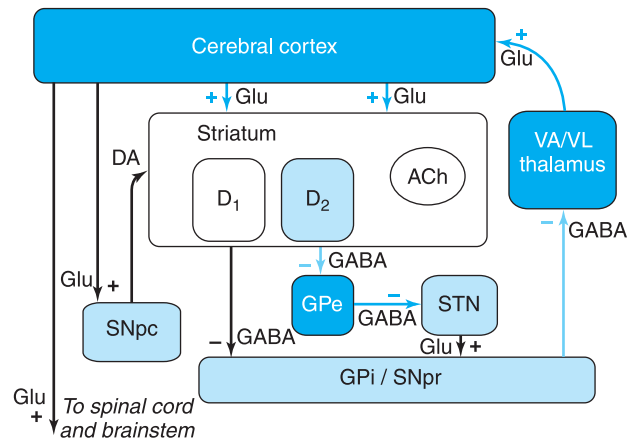 Cerebral cortex
+ Glu
+ Glu
+
Glu
Striatum
VA/VL
thalamus
DA
ACh
D1
D2
– GABA
– GABA
Glu +
SNpc
GPe
–
GABA
STN
– GABA
Glu +
GPi / SNpr
Glu
+
To spinal cord
and brainstem